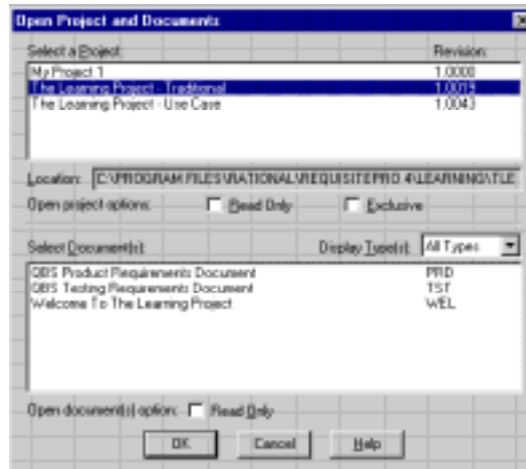 Open Project and Documents
Select a Project: Revision:
My Project 1 1.0000
The Learning Project - Traditional 1.0019
The Learning Project - Use Case 1.0043
Location: C:\PROGRAM FILES\RATIONAL\REQUISITEPRO 4\LEARNING\TLE
Open project options: Read Only Exclusive
Select Document(s): Display Type(s): All Types
QBS Product Requirements Document PRD
QBS Testing Requirements Document TST
Welcome To The Learning Project WEL
Open document(s) option: Read Only
OK Cancel Help